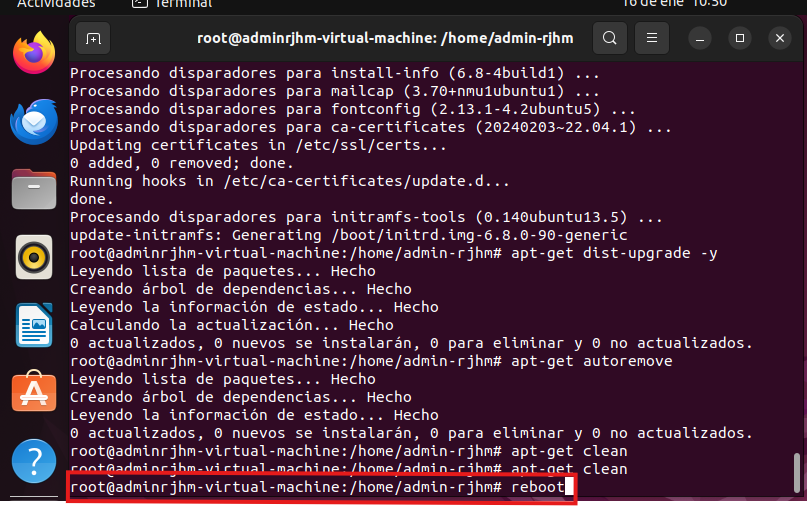 Actividades Terminal 16 de ene 10:50
root@adminrjhm-virtual-machine: /home/admin-rjhm
Procesando disparadores para install-info (6.8-4build1) ...
Procesando disparadores para mailcap (3.70+nmu1ubuntu1) ...
Procesando disparadores para fontconfig (2.13.1-4.2ubuntu5) ...
Procesando disparadores para ca-certificates (20240203~22.04.1) ...
Updating certificates in /etc/ssl/certs...
0 added, 0 removed; done.
Running hooks in /etc/ca-certificates/update.d...
done.
Procesando disparadores para initramfs-tools (0.140ubuntu13.5) ...
update-initramfs: Generating /boot/initrd.img-6.8.0-90-generic
root@adminrjhm-virtual-machine:/home/admin-rjhm# apt-get dist-upgrade -y
Leyendo lista de paquetes... Hecho
Creando árbol de dependencias... Hecho
Leyendo la información de estado... Hecho
Calculando la actualización... Hecho
0 actualizados, 0 nuevos se instalarán, 0 para eliminar y 0 no actualizados.
root@adminrjhm-virtual-machine:/home/admin-rjhm# apt-get autoremove
Leyendo lista de paquetes... Hecho
Creando árbol de dependencias... Hecho
Leyendo la información de estado... Hecho
0 actualizados, 0 nuevos se instalarán, 0 para eliminar y 0 no actualizados.
root@adminrjhm-virtual-machine:/home/admin-rjhm# apt-get clean
root@adminrjhm-virtual-machine:/home/admin-rjhm# apt-get clean
root@adminrjhm-virtual-machine:/home/admin-rjhm# reboot